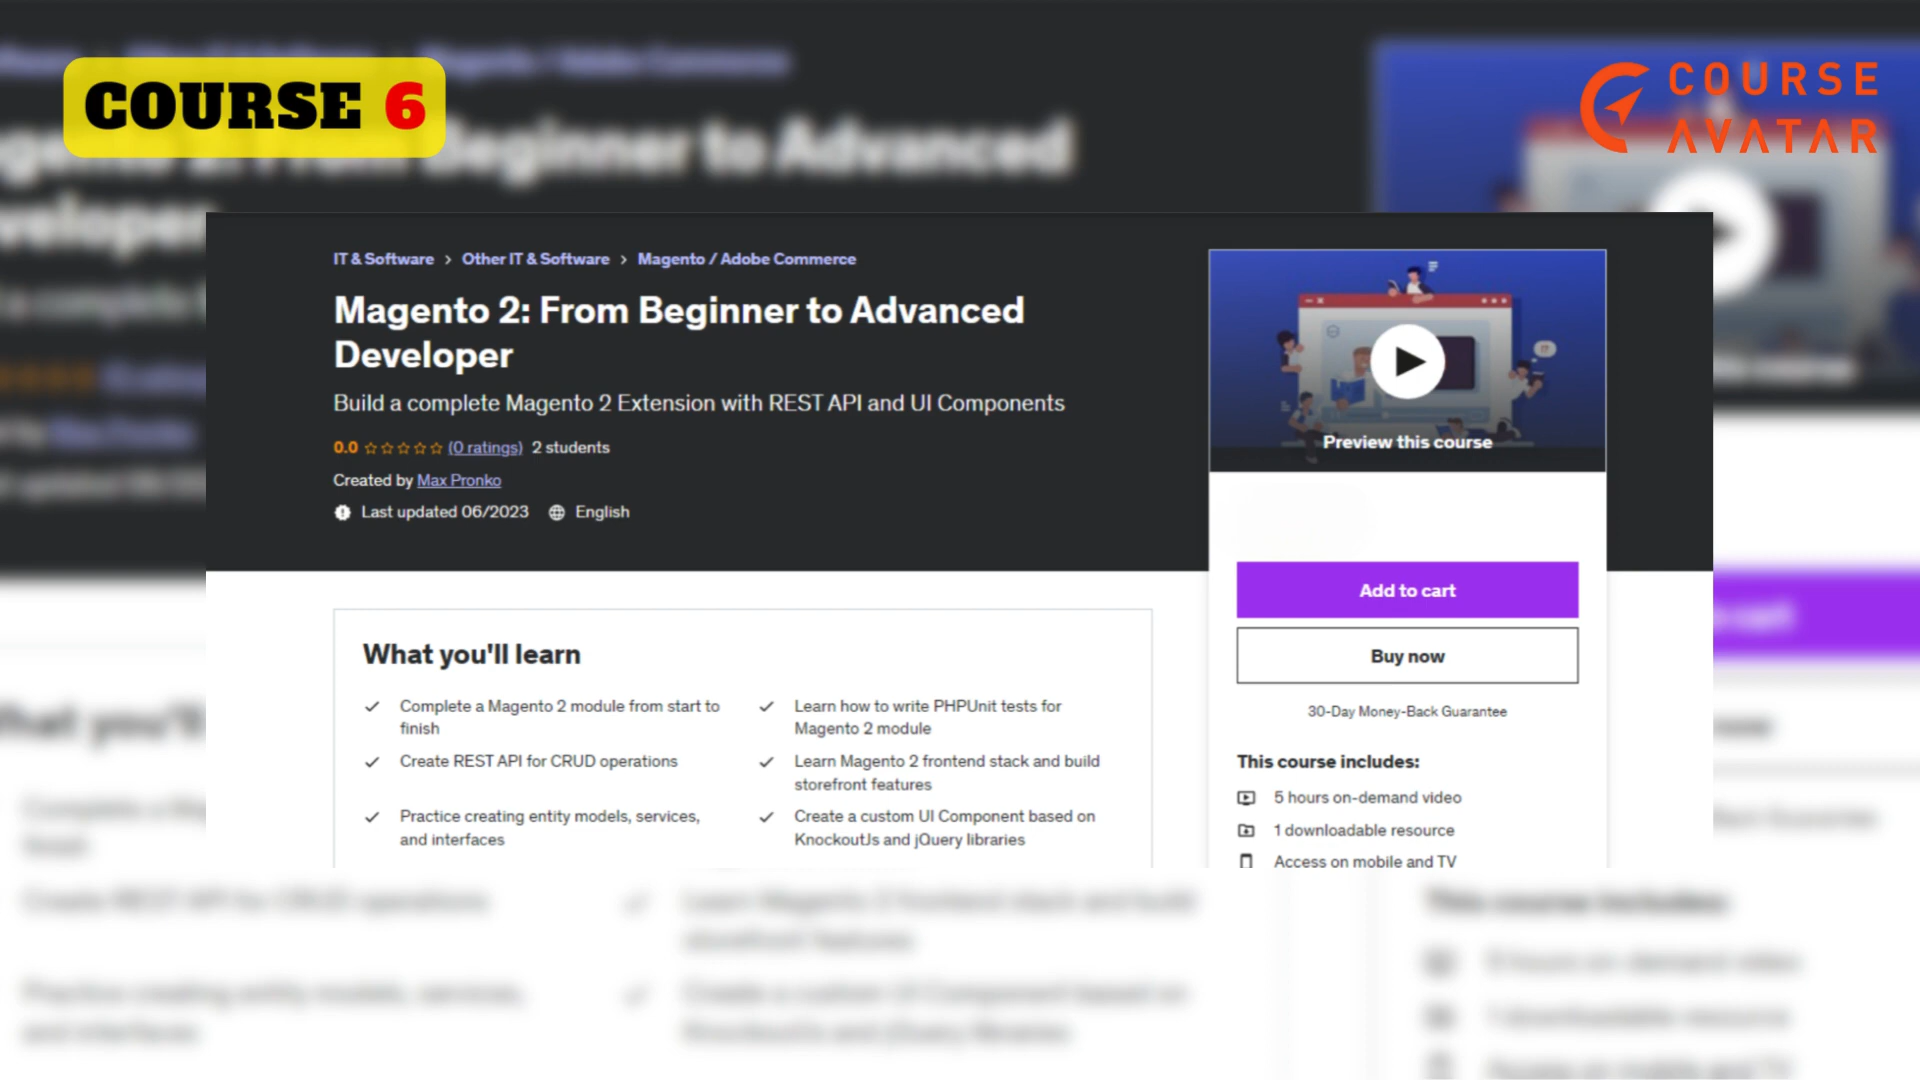 COURSE 6
COURSE
AVATAR
IT & Software > Other IT & Software > Magento / Adobe Commerce
Magento 2: From Beginner to Advanced
Developer
Build a complete Magento 2 Extension with REST API and UI Components
0.0 (0 ratings) 2 students
Created by Max Pronko
Last updated 06/2023 English
Preview this course
Add to cart
Buy now
30-Day Money-Back Guarantee
This course includes:
5 hours on-demand video
1 downloadable resource
Access on mobile and TV
What you'll learn
Complete a Magento 2 module from start to
finish
Create REST API for CRUD operations
Practice creating entity models, services,
and interfaces
Learn how to write PHPUnit tests for
Magento 2 module
Learn Magento 2 frontend stack and build
storefront features
Create a custom UI Component based on
KnockoutJs and jQuery libraries